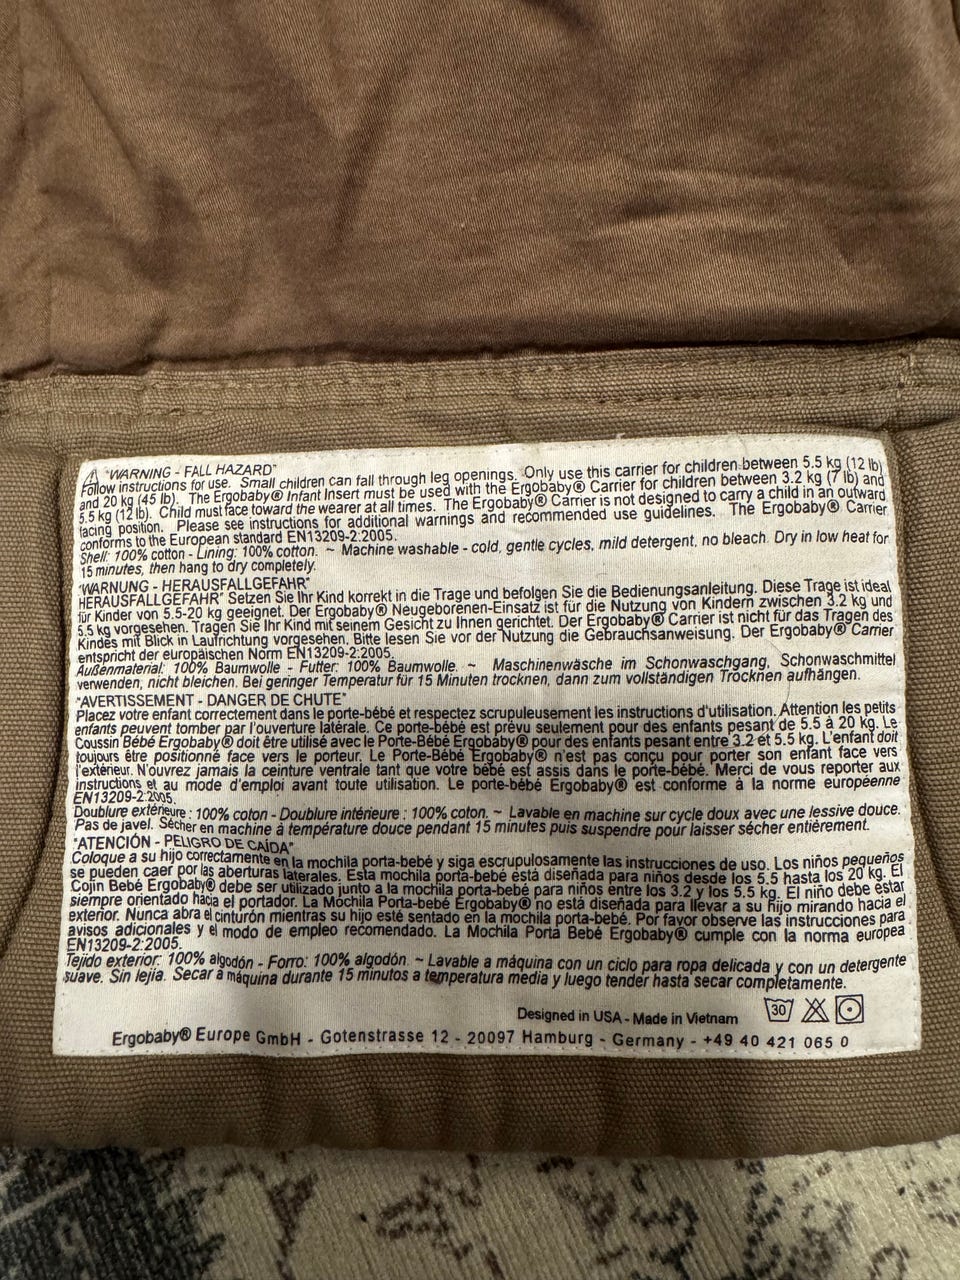 "WARNING - FALL HAZARD"
Follow instructions for use. Small children can fall through leg openings. Only use this carrier for children between 5.5 kg (12 lb)
and 20 kg (45 lb). The Ergobaby® Infant Insert must be used with the Ergobaby® Carrier for children between 3.2 kg (7 lb) and
5.5 kg (12 lb). Child must face toward the wearer at all times. The Ergobaby® Carrier is not designed to carry a child in an outward
facing position. Please see instructions for additional warnings and recommended use guidelines. The Ergobaby® Carrier
conforms to the European standard EN13209-2:2005.
Shell: 100% cotton - Lining: 100% cotton. ~ Machine washable - cold, gentle cycles, mild detergent, no bleach. Dry in low heat for
15 minutes, then hang to dry completely.
"WARNUNG - HERAUSFALLGEFAHR"
HERAUSFALLGEFAHR" Setzen Sie Ihr Kind korrekt in die Trage und befolgen Sie die Bedienungsanleitung. Diese Trage ist ideal
für Kinder von 5.5-20 kg geeignet. Der Ergobaby® Neugeborenen-Einsatz ist für die Nutzung von Kindern zwischen 3.2 kg und
5.5 kg vorgesehen. Tragen Sie Ihr Kind mit seinem Gesicht zu Ihnen gerichtet. Der Ergobaby® Carrier ist nicht für das Tragen des
Kindes mit Blick in Laufrichtung vorgesehen. Bitte lesen Sie vor der Nutzung die Gebrauchsanweisung. Der Ergobaby® Carrier
entspricht der europäischen Norm EN13209-2:2005.
Außenmaterial: 100% Baumwolle - Futter: 100% Baumwolle. ~ Maschinenwäsche im Schonwaschgang, Schonwaschmittel
verwenden, nicht bleichen. Bei geringer Temperatur für 15 Minuten trocknen, dann zum vollständigen Trocknen aufhängen.
"AVERTISSEMENT - DANGER DE CHUTE"
Placez votre enfant correctement dans le porte-bébé et respectez scrupuleusement les instructions d'utilisation. Attention les petits
enfants peuvent tomber par l'ouverture latérale. Ce porte-bébé est prévu uniquement pour des enfants pesant de 5.5 à 20 kg. Le
Coussin Bébé Ergobaby® doit être utilisé avec le Porte-Bébé Ergobaby® pour des enfants pesant entre 3.2 et 5.5 kg. L'enfant doit
toujours être positionné face vers le porteur. Le Porte-Bébé Ergobaby® n'est pas conçu pour porter son enfant face vers
l'extérieur. N'ouvrez jamais la ceinture ventrale tant que votre bébé est assis dans le porte-bébé. Merci de vous reporter aux
instructions et au mode d'emploi avant toute utilisation. Le porte-bébé Ergobaby® est conforme à la norme européenne
EN13209-2:2005.
Doublure extérieure : 100% coton - Doublure intérieure : 100% coton. ~ Lavable en machine sur cycle doux avec une lessive douce.
Pas de javel. Sécher en machine à température douce pendant 15 minutes puis suspendre pour laisser sécher entièrement.
"ATENCIÓN - PELIGRO DE CAÍDA"
Coloque a su hijo correctamente en la mochila porta-bebé y siga escrupulosamente las instrucciones de uso. Los niños pequeños
se pueden caer por las aberturas laterales. Esta mochila porta-bebé está diseñada para niños desde los 5.5 hasta los 20 kg. El
Cojin Bebé Ergobaby® debe ser utilizado junto a la mochila porta-bebé para niños entre los 3.2 y los 5.5 kg. El niño debe estar
siempre orientado hacia el portador. La Mochila Porta-Bebé Ergobaby® no está diseñada para llevar a su hijo mirando hacia el
exterior. Nunca abra el cinturón mientras su hijo esté sentado en la mochila porta-bebé. Por favor observe las instrucciones para
avisos adicionales y el modo de empleo recomendado. La Mochila Porta Bebé Ergobaby® cumple con la norma europea
EN13209-2:2005.
Tejido exterior: 100% algodón - Forro: 100% algodón. ~ Lavable a máquina con un ciclo para ropa delicada y con un detergente
suave. Sin lejia. Secar a máquina durante 15 minutos a temperatura media y luego tender hasta secar completamente.
Designed in USA - Made in Vietnam 30
Ergobaby® Europe GmbH - Gotenstrasse 12 - 20097 Hamburg - Germany - +49 40 421 065 0